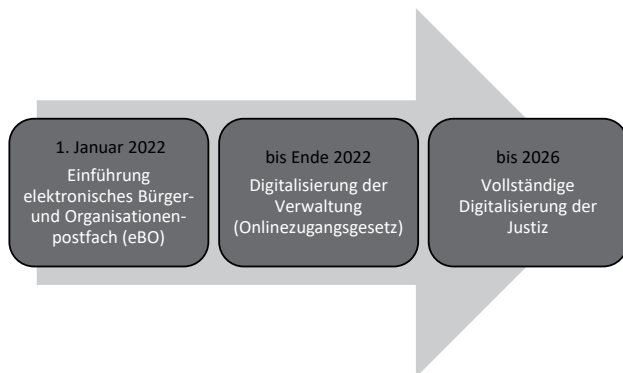 1. Januar 2022
Einführung
elektronisches Bürger-
und Organisationen-
postfach (eBO)
bis Ende 2022
Digitalisierung der
Verwaltung
(Onlinezugangsgesetz)
bis 2026
Vollständige
Digitalisierung der
Justiz